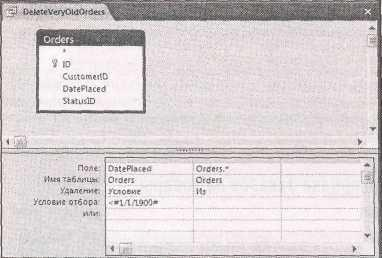 DeleteVeryOldOrders
Orders
*
ID
CustomerID
DatePlaced
StatusID
Поле: DatePlaced Orders.*
Имя таблицы: Orders Orders
Удаление: Условие Из
Условие отбора: <#1/1/1900#
или: